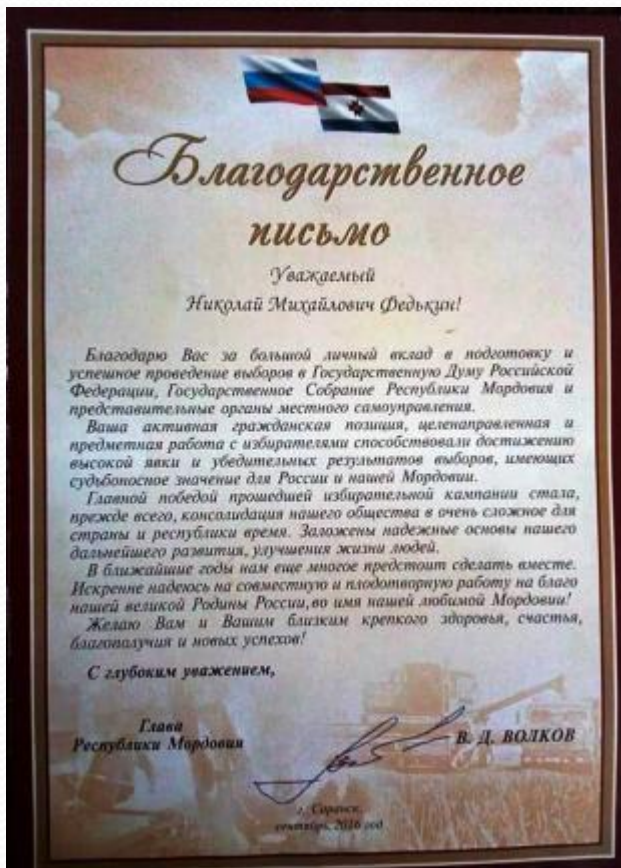 Благодарственное
письмо
Уважаемый
Николай Михайлович Федькин!
Благодарю Вас за большой личный вклад в подготовку и
успешное проведение выборов в Государственную Думу Российской
Федерации, Государственное Собрание Республики Мордовия и
представительные органы местного самоуправления.
Ваша активная гражданская позиция, целенаправленная и
предметная работа с избирателями способствовали достижению
высокой явки и убедительных результатов выборов, имеющих
судьбоносное значение для России и нашей Мордовии.
Главной победой прошедшей избирательной кампании стала,
прежде всего, консолидация нашего общества в очень сложное для
страны и республики время. Заложены надежные основы нашего
дальнейшего развития, улучшения жизни людей.
В ближайшие годы нам еще многое предстоит сделать вместе.
Искренне надеюсь на совместную и плодотворную работу на благо
нашей великой Родины России, во имя нашей любимой Мордовии!
Желаю Вам и Вашим близким крепкого здоровья, счастья,
благополучия и новых успехов!
С глубоким уважением,
Глава
Республики Мордовия
В. Д. ВОЛКОВ
г. Саранск,
сентябрь, 2016 год